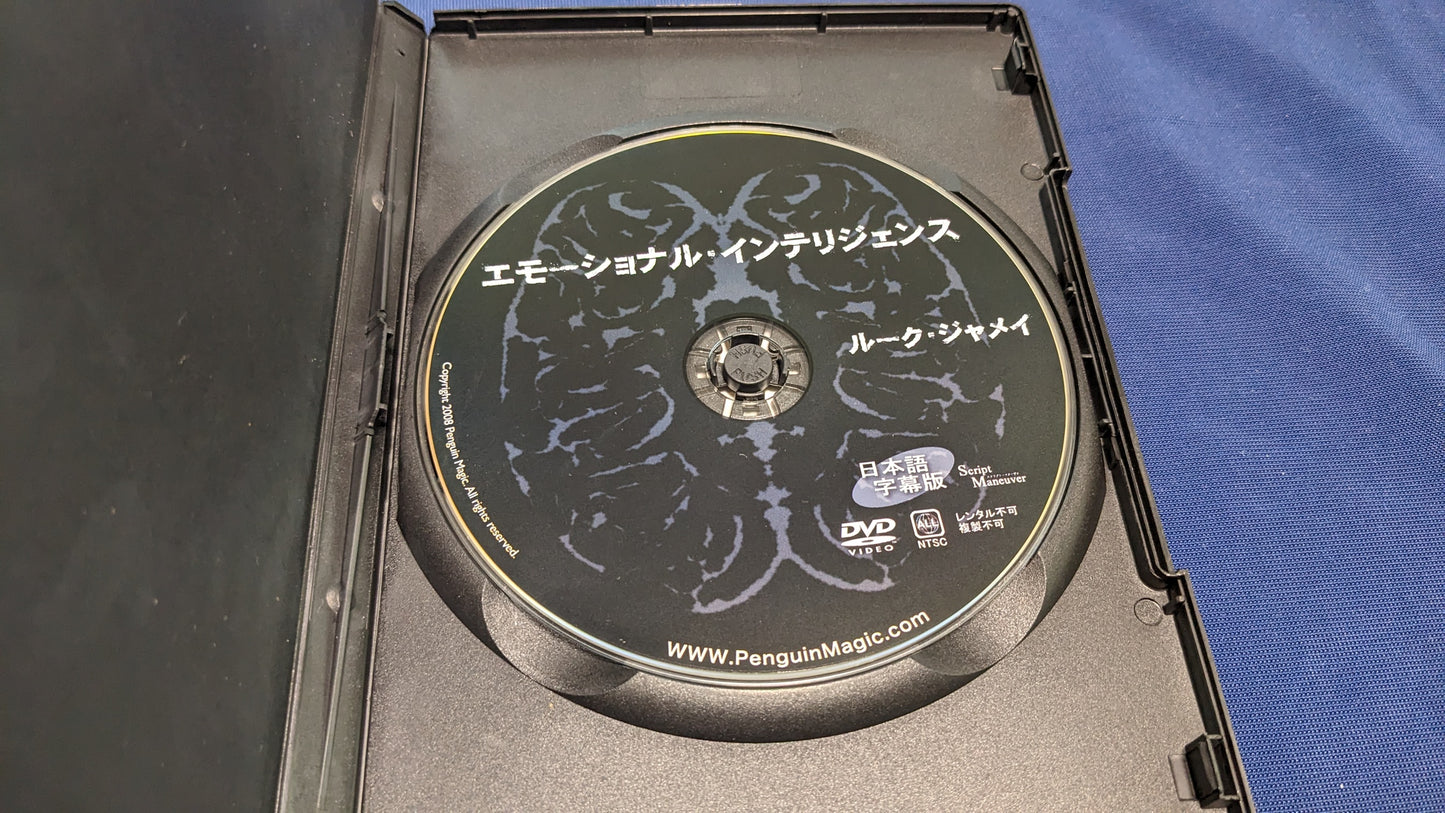 エモーショナル・インテリジェンス
ルーク・ジャメイ
Copyright 2008 Penguin Magic. All rights reserved.
PUSH
PUSH
日本語
字幕版
Script
Maneuver
DVD
VIDEO
ALL
NTSC
レンタル不可
複製不可
WWW.PenguinMagic.com